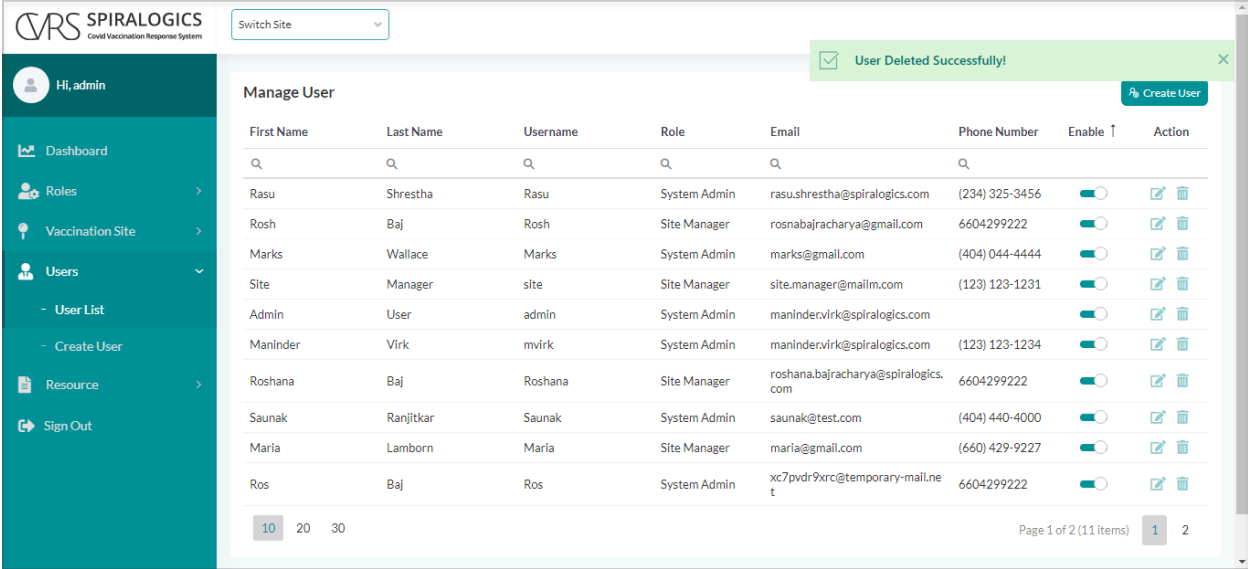 CVRS SPIRALOGICS
Covid Vaccination Response System
Switch Site
User Deleted Successfully!
Hi, admin
Dashboard
Roles
Vaccination Site
Users
- User List
- Create User
Resource
Sign Out
Manage User
Create User
First Name Last Name Username Role Email Phone Number Enable ↑ Action
Rasu Shrestha Rasu System Admin rasu.shrestha@spiralogics.com (234) 325-3456
Rosh Baj Rosh Site Manager rosnabajracharya@gmail.com 6604299222
Marks Wallace Marks System Admin marks@gmail.com (404) 044-4444
SIte Manager site Site Manager site.manager@mailm.com (123) 123-1231
Admin User admin System Admin maninder.virk@spiralogics.com
Maninder Virk mvirk System Admin maninder.virk@spiralogics.com (123) 123-1234
Roshana Baj Roshana Site Manager roshana.bajracharya@spiralogics.
com 6604299222
Saunak Ranjitkar Saunak System Admin saunak@test.com (404) 440-4000
Maria Lamborn Maria Site Manager maria@gmail.com (660) 429-9227
Ros Baj Ros System Admin xc7pvdr9xrc@temporary-mail.ne
t 6604299222
10 20 30
Page 1 of 2 (11 items) 1 2